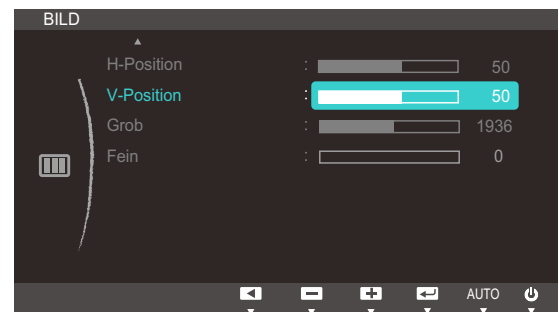 BILD
H-Position : 50
V-Position : 50
Grob : 1936
Fein : 0
AUTO